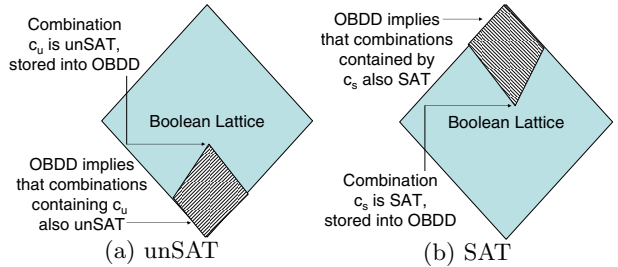 Combination
c_u is unSAT,
stored into OBDD
Boolean Lattice
OBDD implies
that combinations
containing c_u
also unSAT
(a) unSAT
OBDD implies
that combinations
contained by
c_s also SAT
Boolean Lattice
Combination
c_s is SAT,
stored into OBDD
(b) SAT